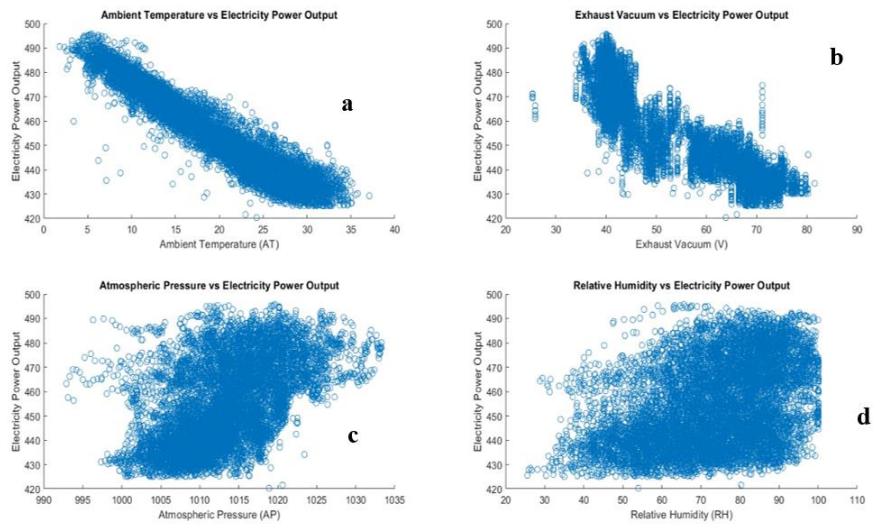 Ambient Temperature vs Electricity Power Output
500
490
480
470
460
450
440
430
420
Electricity Power Output
0 5 10 15 20 25 30 35 40
Ambient Temperature (AT)
a
Exhaust Vacuum vs Electricity Power Output
500
490
480
470
460
450
440
430
420
Electricity Power Output
20 30 40 50 60 70 80 90
Exhaust Vacuum (V)
b
Atmospheric Pressure vs Electricity Power Output
500
490
480
470
460
450
440
430
420
Electricity Power Output
990 995 1000 1005 1010 1015 1020 1025 1030 1035
Atmospheric Pressure (AP)
c
Relative Humidity vs Electricity Power Output
500
490
480
470
460
450
440
430
420
Electricity Power Output
20 30 40 50 60 70 80 90 100 110
Relative Humidity (RH)
d